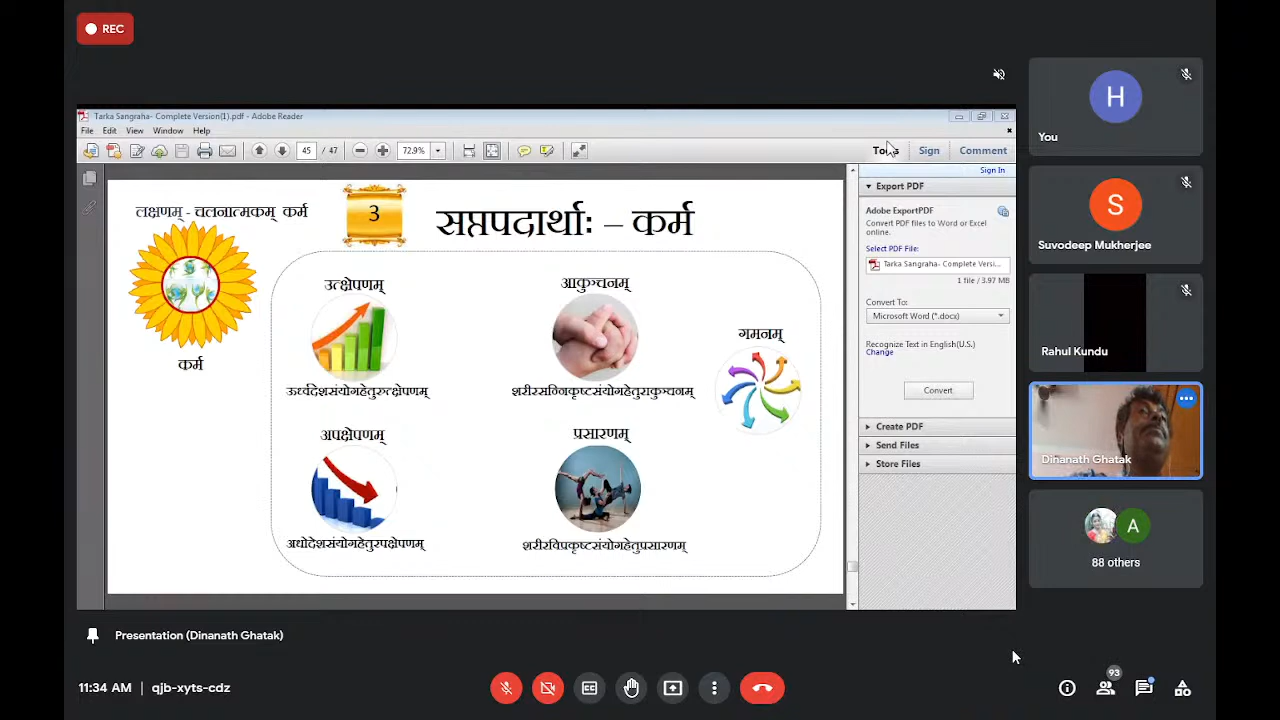 REC
Tarka Sangraha- Complete Version(1).pdf - Adobe Reader
File Edit View Window Help
45 / 47 72.9% Tools Sign Comment
Sign In
Export PDF
Adobe ExportPDF
Convert PDF files to Word or Excel online.
Select PDF File:
Tarka Sangraha- Complete Versi...
1 file / 3.97 MB
Convert To:
Microsoft Word (*.docx)
Recognize Text in English(U.S.)
Change
Convert
Create PDF
Send Files
Store Files
लक्षणम् - चलनात्मकम् कर्म
3
सप्तपदार्थाः – कर्म
कर्म
उत्क्षेपणम्
ऊर्ध्वदेशसंयोगहेतुरुत्क्षेपणम्
आकुञ्चनम्
शरीरसन्निकृष्टसंयोगहेतुराकुञ्चनम्
गमनम्
अपक्षेपणम्
अधोदेशसंयोगहेतुरपक्षेपणम्
प्रसारणम्
शरीरविप्रकृष्टसंयोगहेतुप्रसारणम्
H
You
S
Suvodeep Mukherjee
Rahul Kundu
Dinanath Ghatak
A
88 others
Presentation (Dinanath Ghatak)
11:34 AM | qjb-xyts-cdz
93